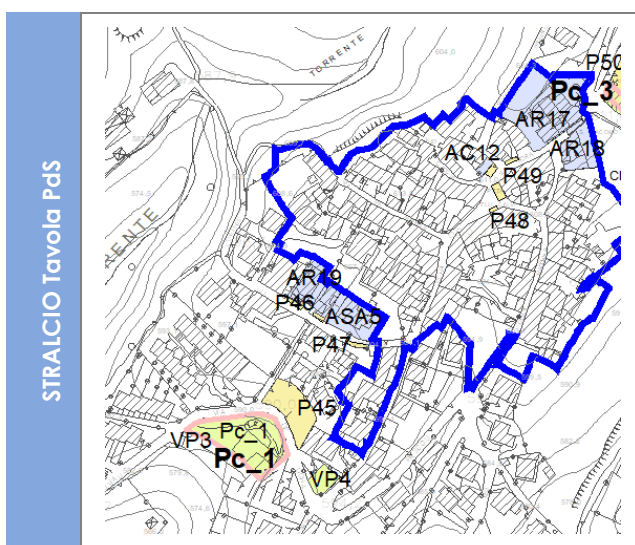 STRALCIO Tavola PdS
TORRENTE
P50
Pc_3
AR17
AC12
AR18
P49
P48
AR19
P46
ASA5
P47
P45
VP3
Pc_1
Pc_1
VP4